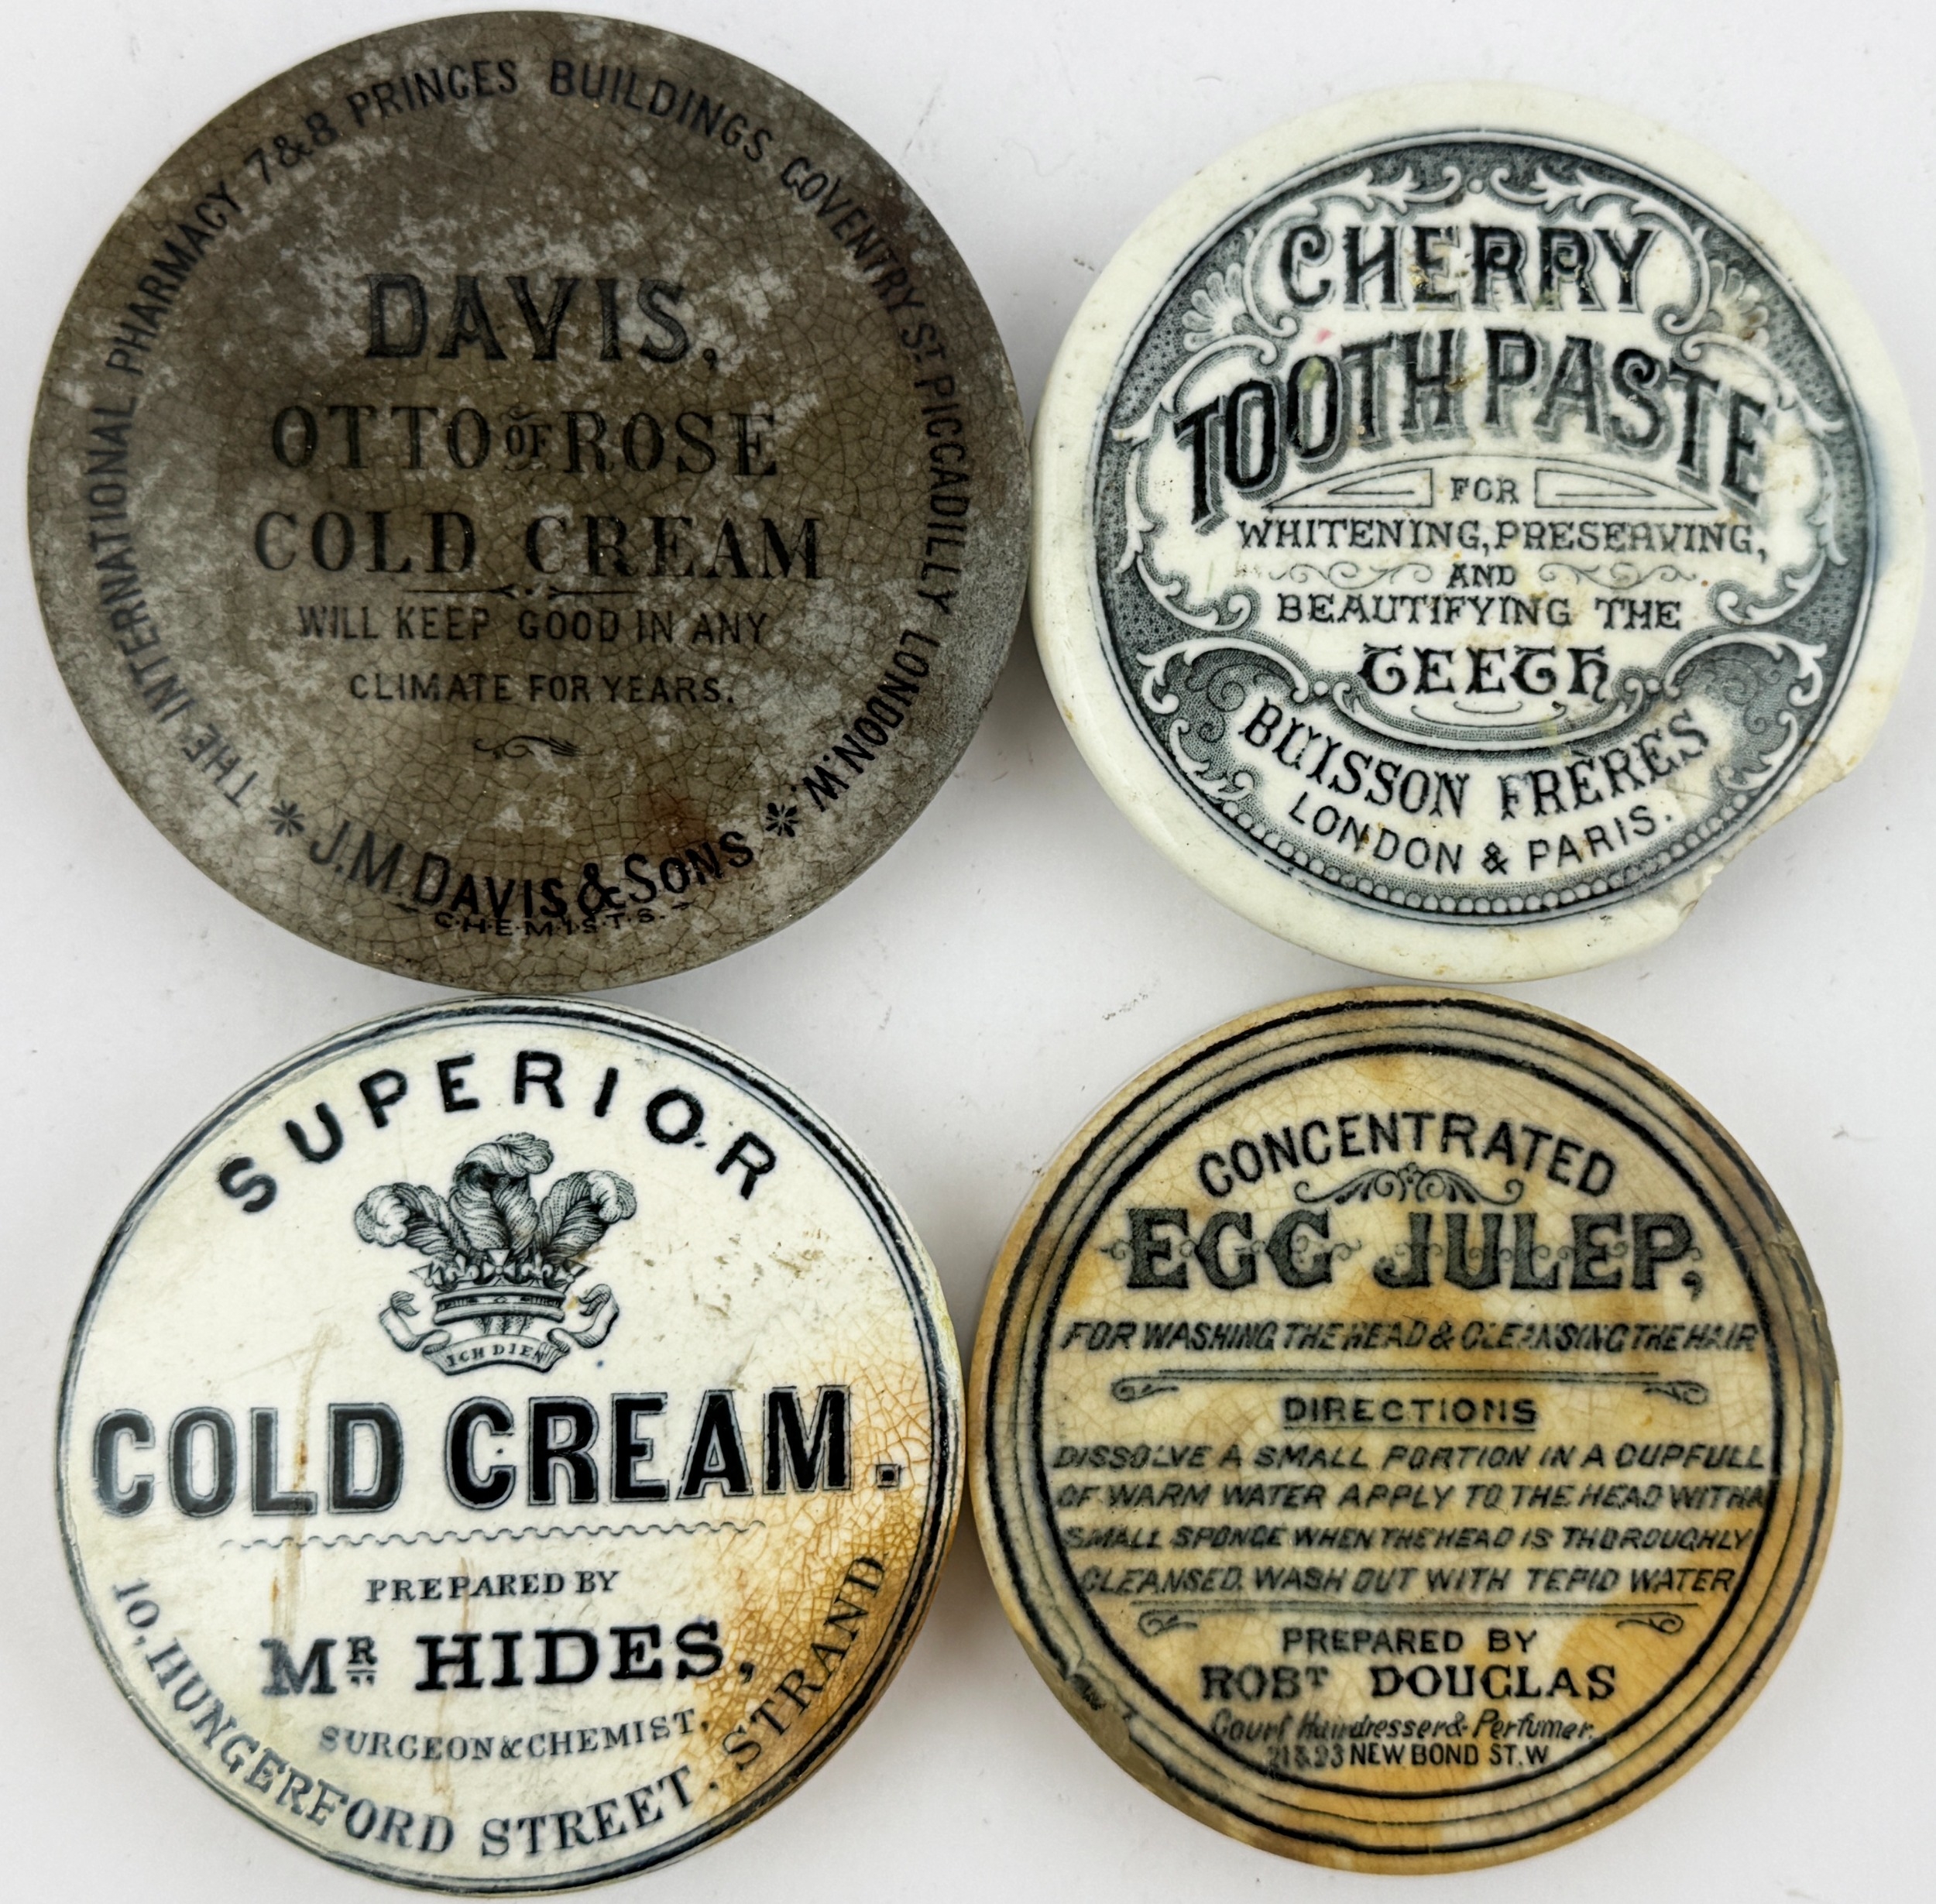 THE INTERNATIONAL PHARMACY 7 & 8 PRINCES BUILDINGS COVENTRY ST PICCADILLY LONDON.W.
DAVIS,
OTTO OF ROSE
COLD CREAM
WILL KEEP GOOD IN ANY
CLIMATE FOR YEARS.
* J.M. DAVIS & SONS *
CHEMISTS.
CHERRY
TOOTH PASTE
FOR
WHITENING, PRESERVING,
AND
BEAUTIFYING THE
TEETH
BUISSON FRÈRES
LONDON & PARIS.
SUPERIOR
ICH DIEN
COLD CREAM.
PREPARED BY
MR HIDES,
SURGEON & CHEMIST,
10, HUNGERFORD STREET, STRAND
CONCENTRATED
EGG JULEP,
FOR WASHING THE HEAD & CLEANSING THE HAIR
DIRECTIONS
DISSOLVE A SMALL PORTION IN A CUPFULL
OF WARM WATER APPLY TO THE HEAD WITH A
SMALL SPONGE WHEN THE HEAD IS THOROUGHLY
CLEANSED. WASH OUT WITH TEPID WATER
PREPARED BY
ROBT DOUGLAS
Court Hairdresser & Perfumer.
21 & 23 NEW BOND ST. W